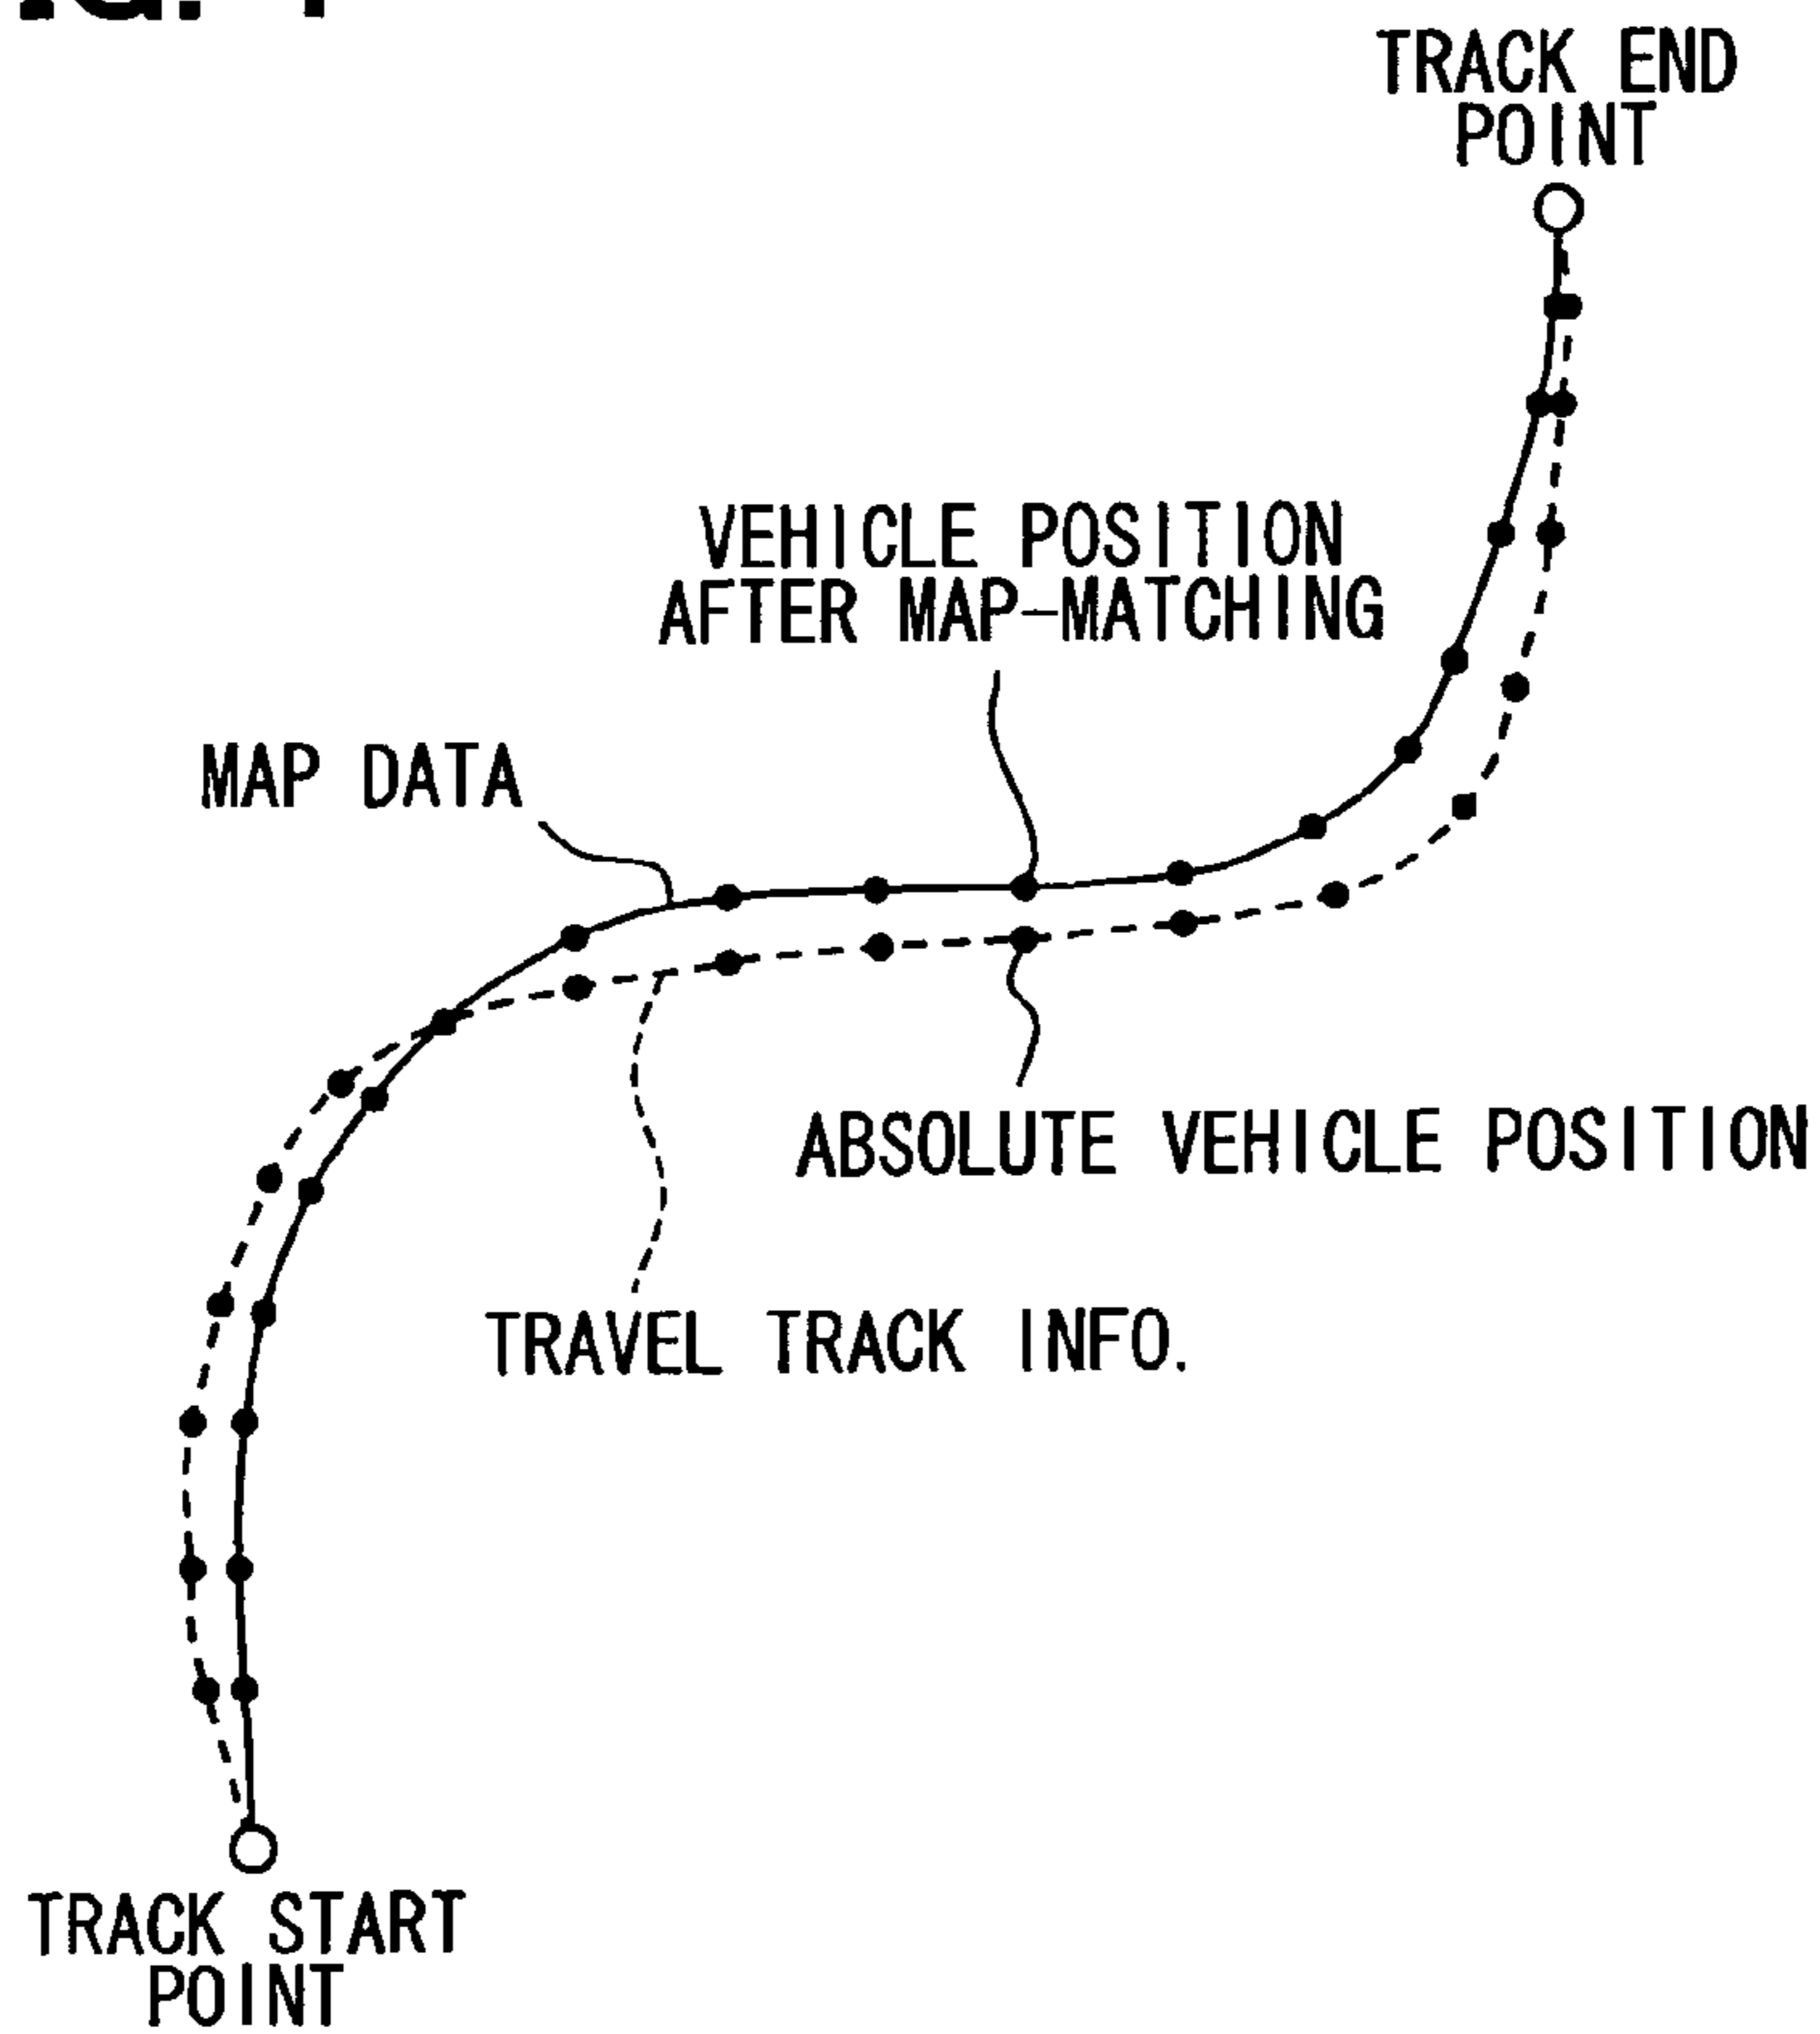 TRACK END
POINT
VEHICLE POSITION
AFTER MAP-MATCHING
MAP DATA
ABSOLUTE VEHICLE POSITION
TRAVEL TRACK INFO.
TRACK START
POINT